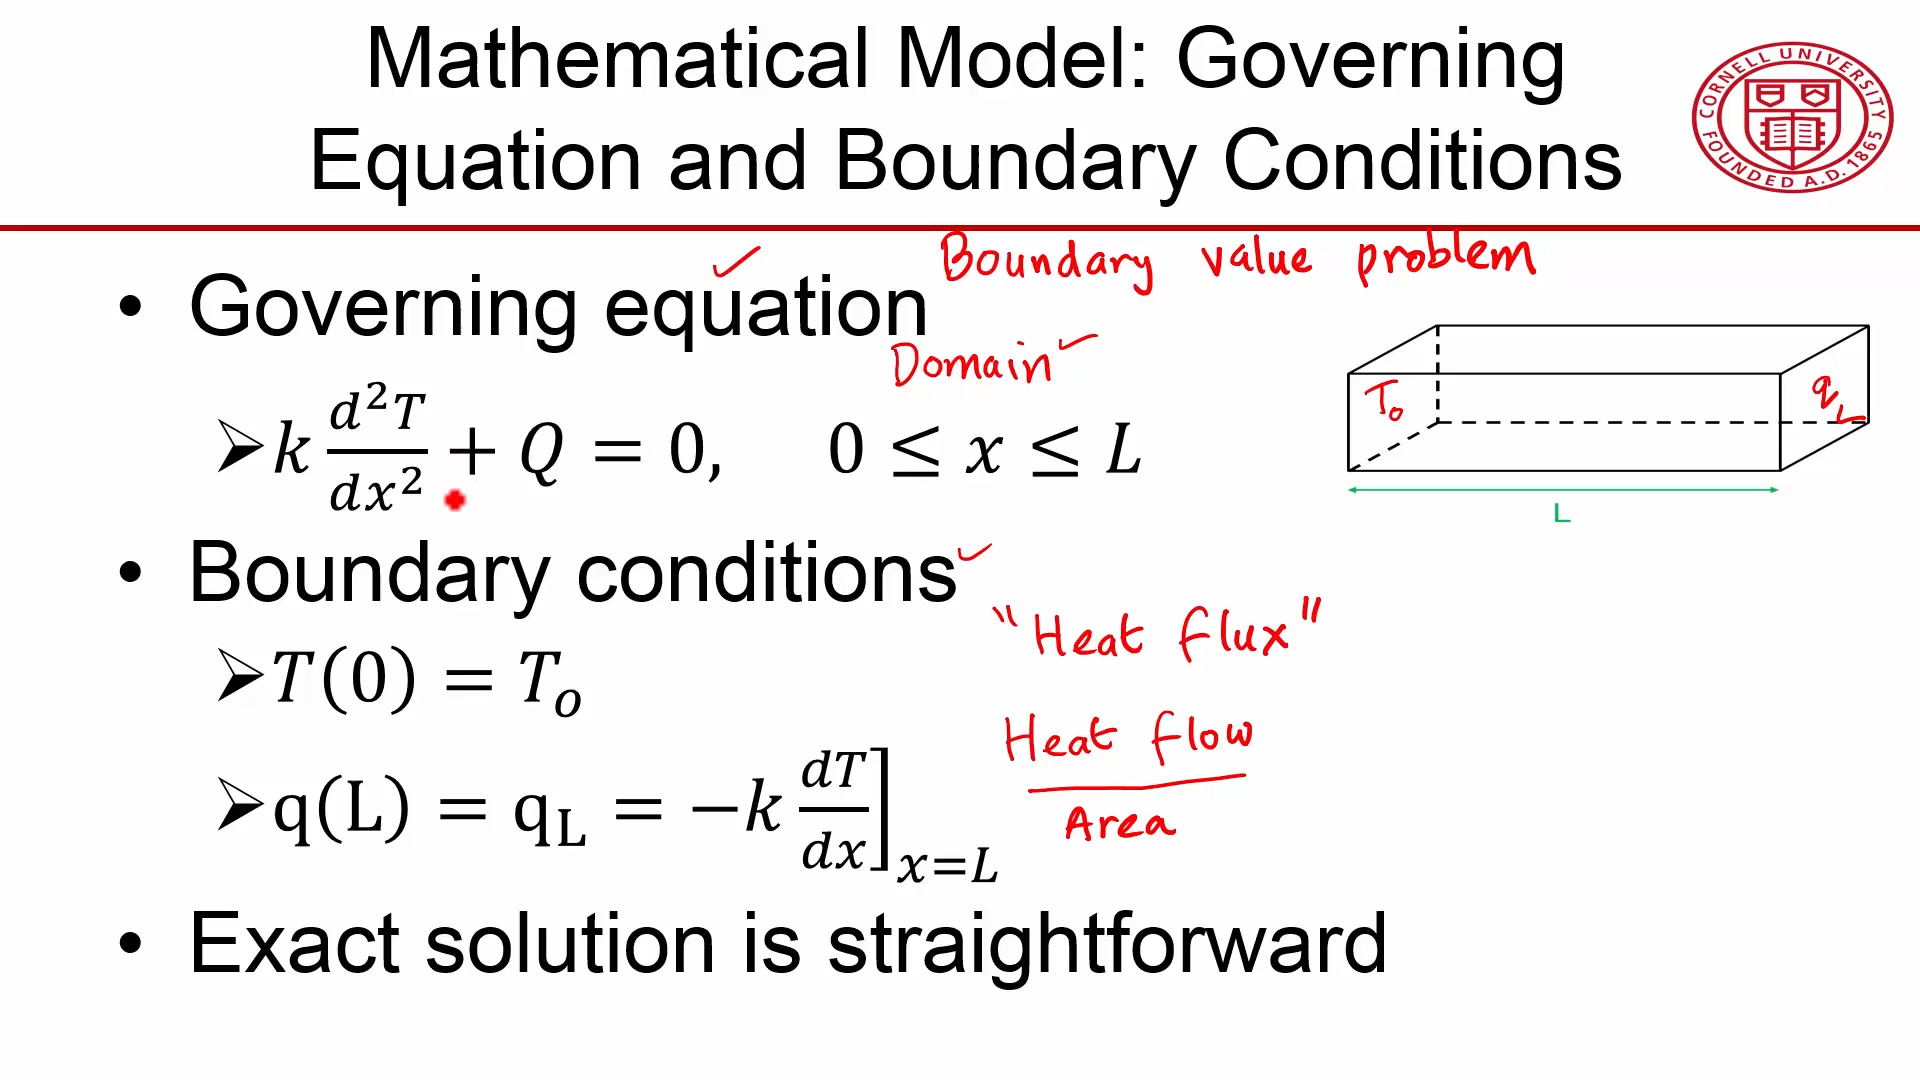 Mathematical Model: Governing
Equation and Boundary Conditions
CORNELL UNIVERSITY
FOUNDED A.D. 1865
Boundary value problem
• Governing equation
Domain
➢ k d²T/dx² + Q = 0, 0 ≤ x ≤ L
T₀
q_L
L
• Boundary conditions
"Heat flux"
➢ T(0) = T_o
Heat flow
Area
➢ q(L) = q_L = −k dT/dx]_{x=L}
• Exact solution is straightforward